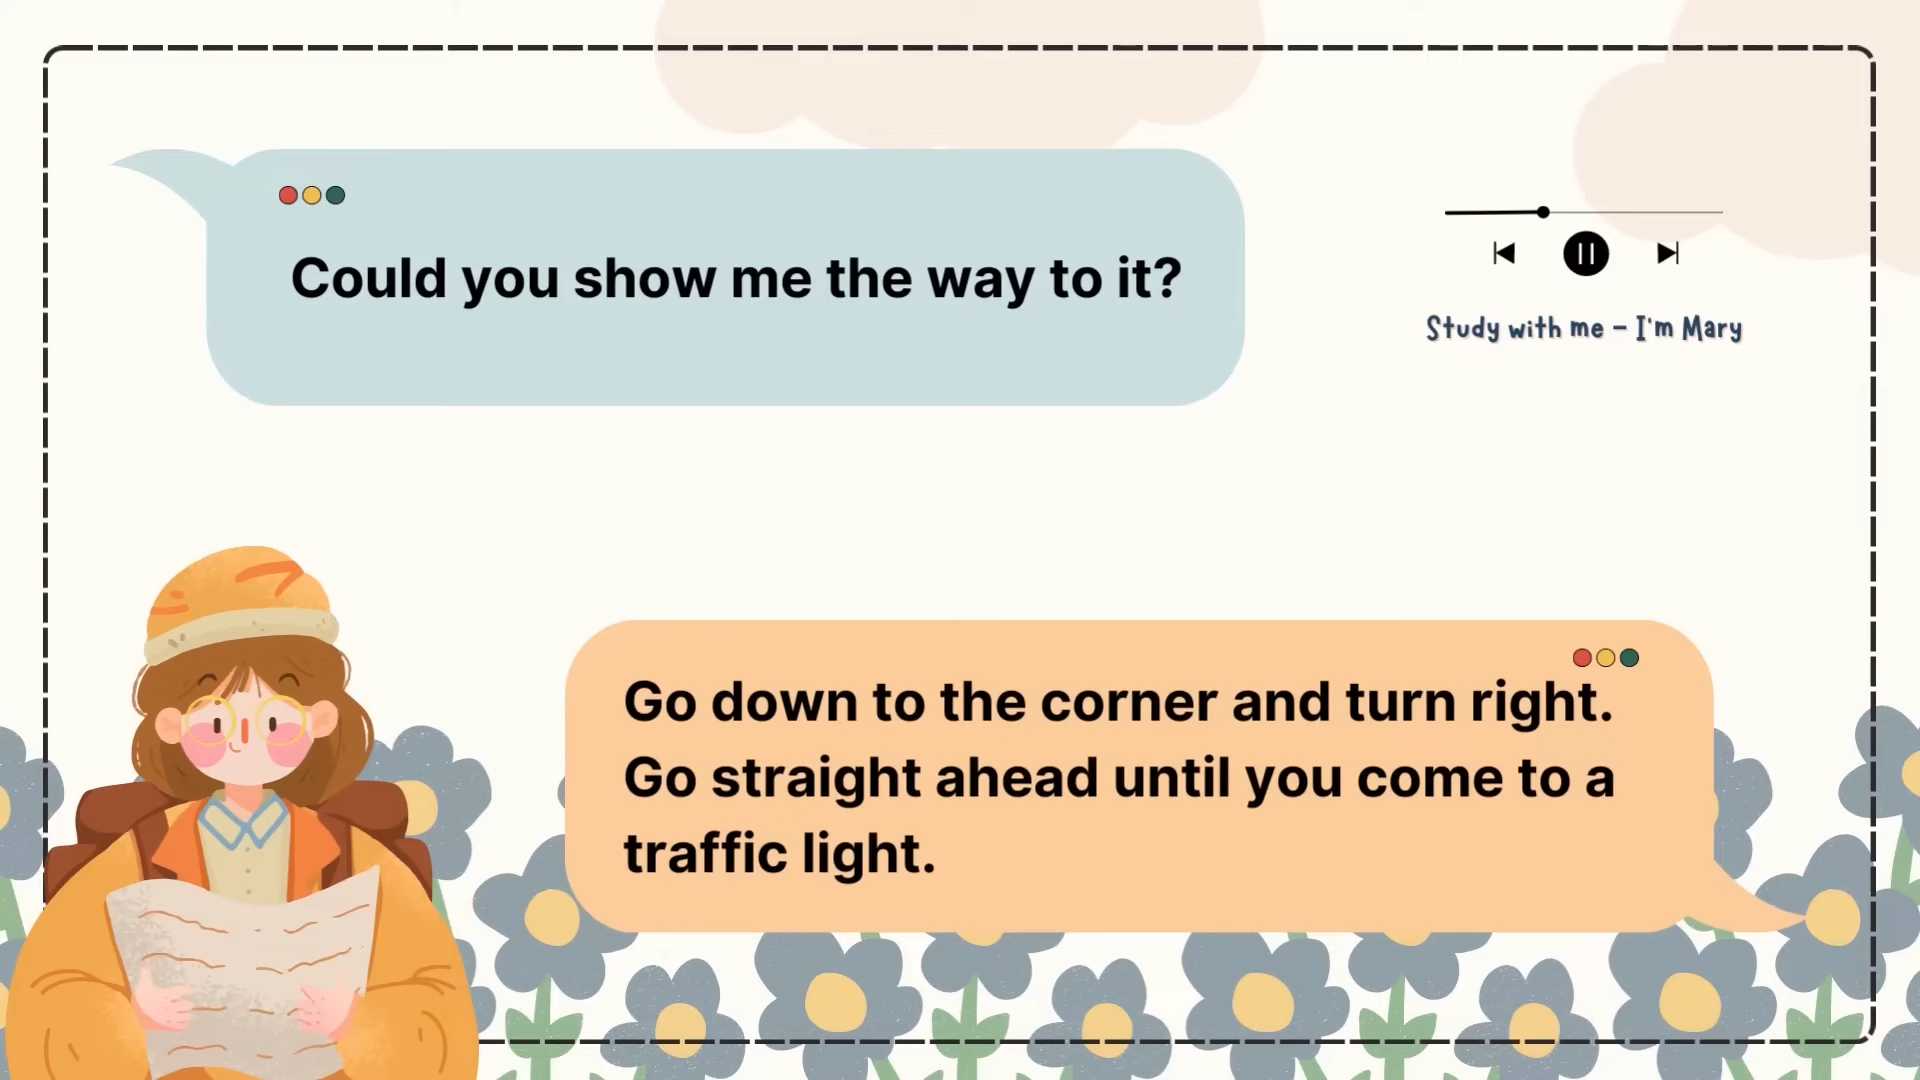 Could you show me the way to it?
Study with me - I'm Mary
Go down to the corner and turn right.
Go straight ahead until you come to a
traffic light.